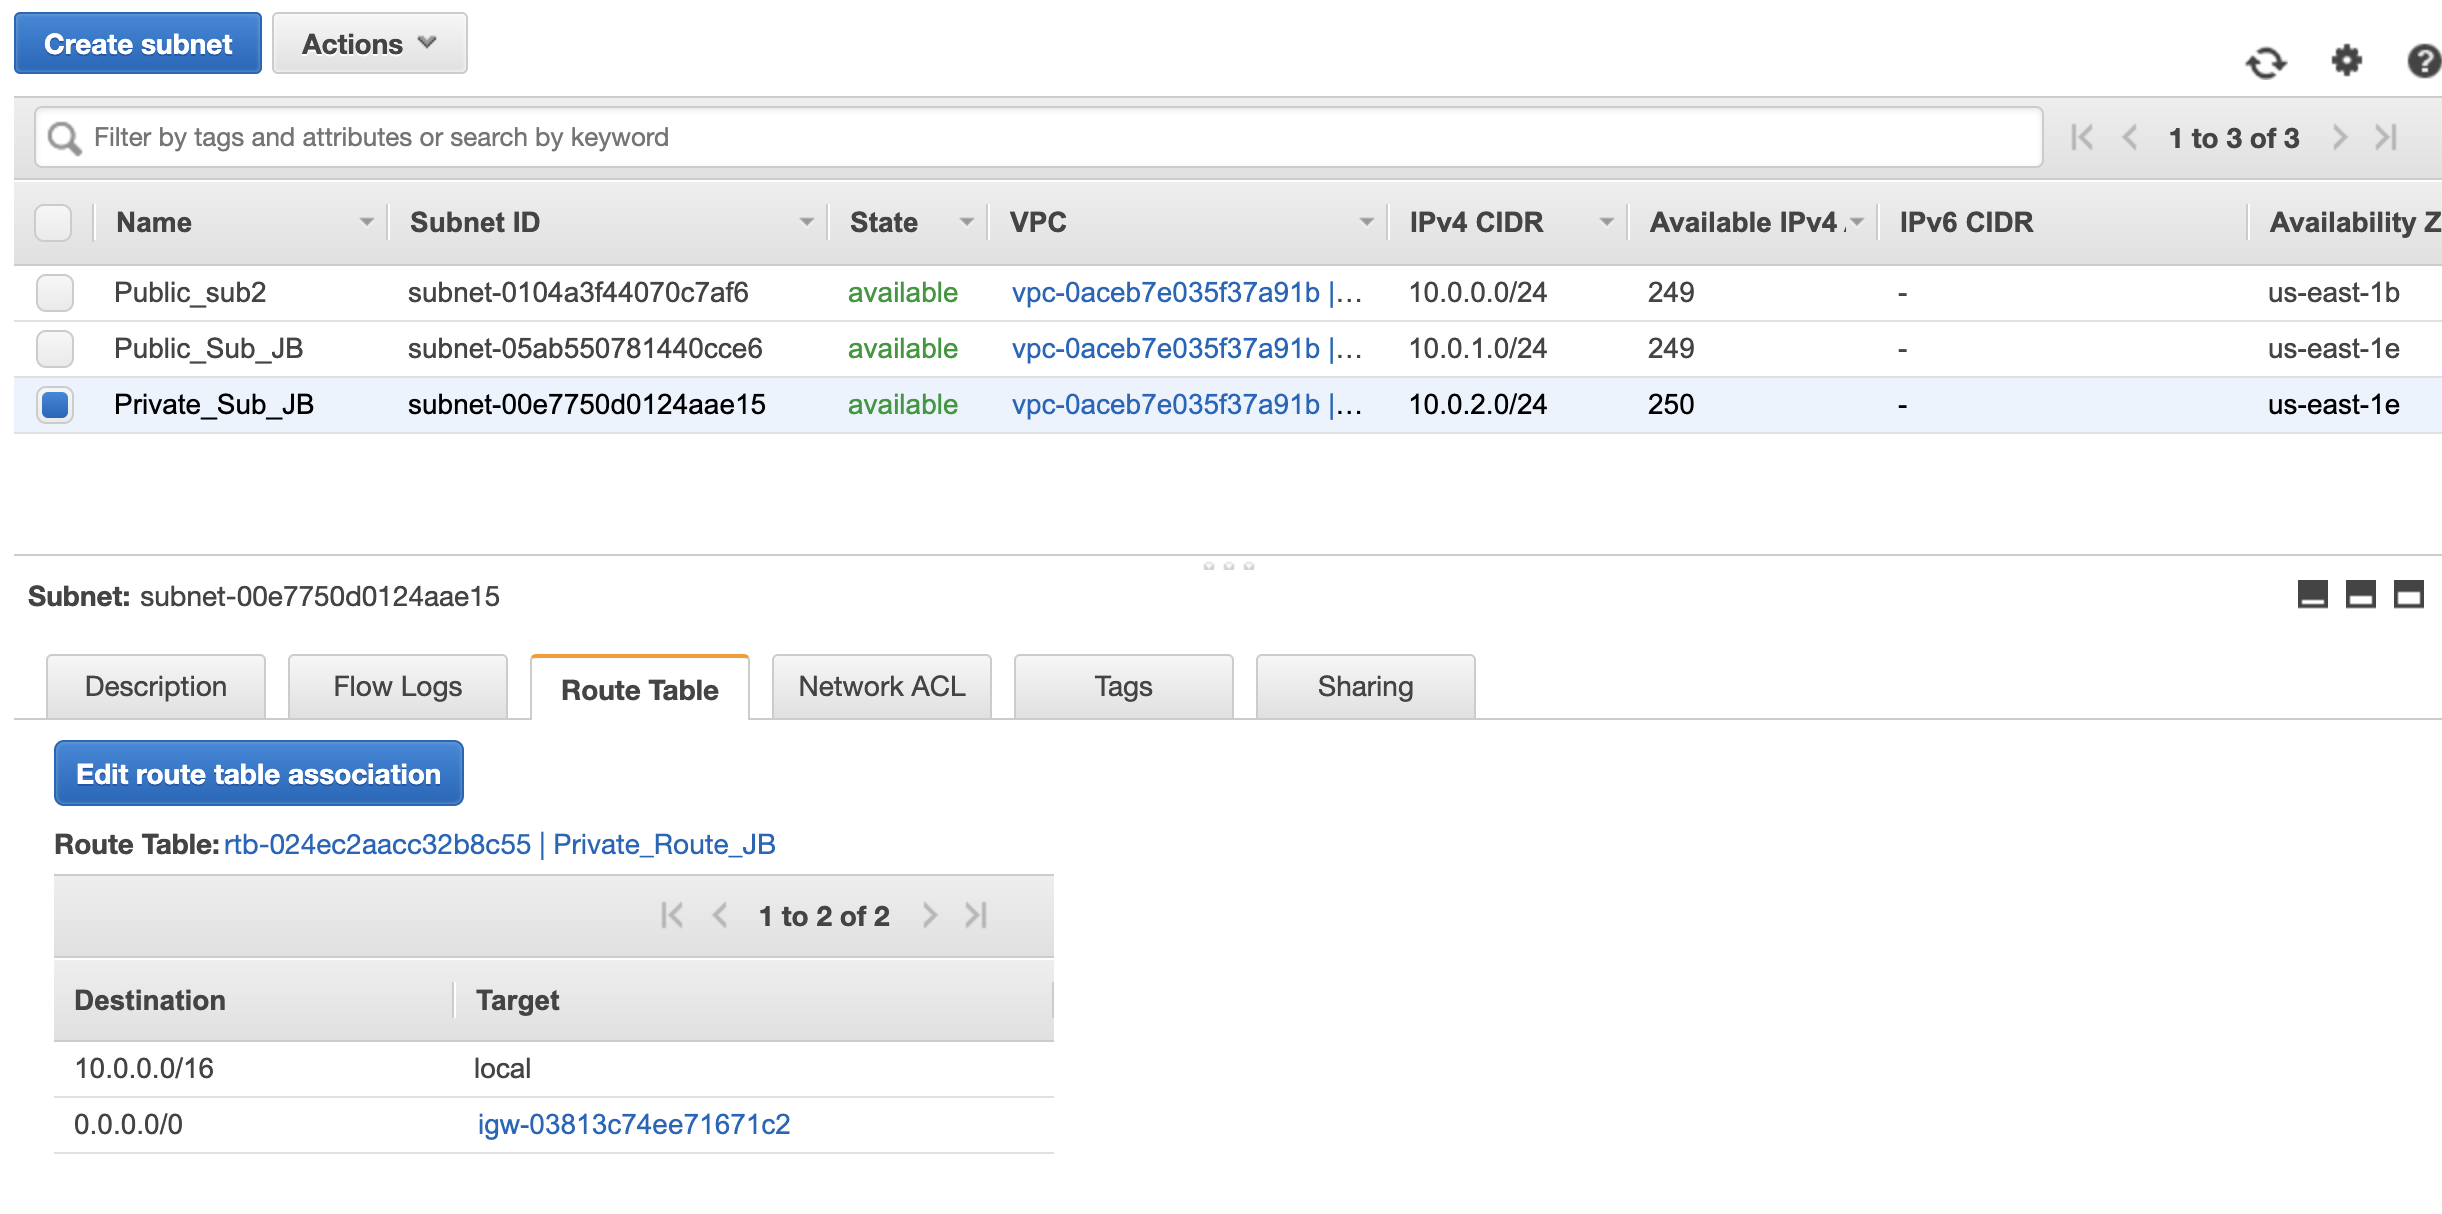 Create subnet Actions
Filter by tags and attributes or search by keyword 1 to 3 of 3
Name Subnet ID State VPC IPv4 CIDR Available IPv4 IPv6 CIDR Availability Z
Public_sub2 subnet-0104a3f44070c7af6 available vpc-0aceb7e035f37a91b |... 10.0.0.0/24 249 - us-east-1b
Public_Sub_JB subnet-05ab550781440cce6 available vpc-0aceb7e035f37a91b |... 10.0.1.0/24 249 - us-east-1e
Private_Sub_JB subnet-00e7750d0124aae15 available vpc-0aceb7e035f37a91b |... 10.0.2.0/24 250 - us-east-1e
Subnet: subnet-00e7750d0124aae15
Description Flow Logs Route Table Network ACL Tags Sharing
Edit route table association
Route Table: rtb-024ec2aacc32b8c55 | Private_Route_JB
1 to 2 of 2
Destination Target
10.0.0.0/16 local
0.0.0.0/0 igw-03813c74ee71671c2